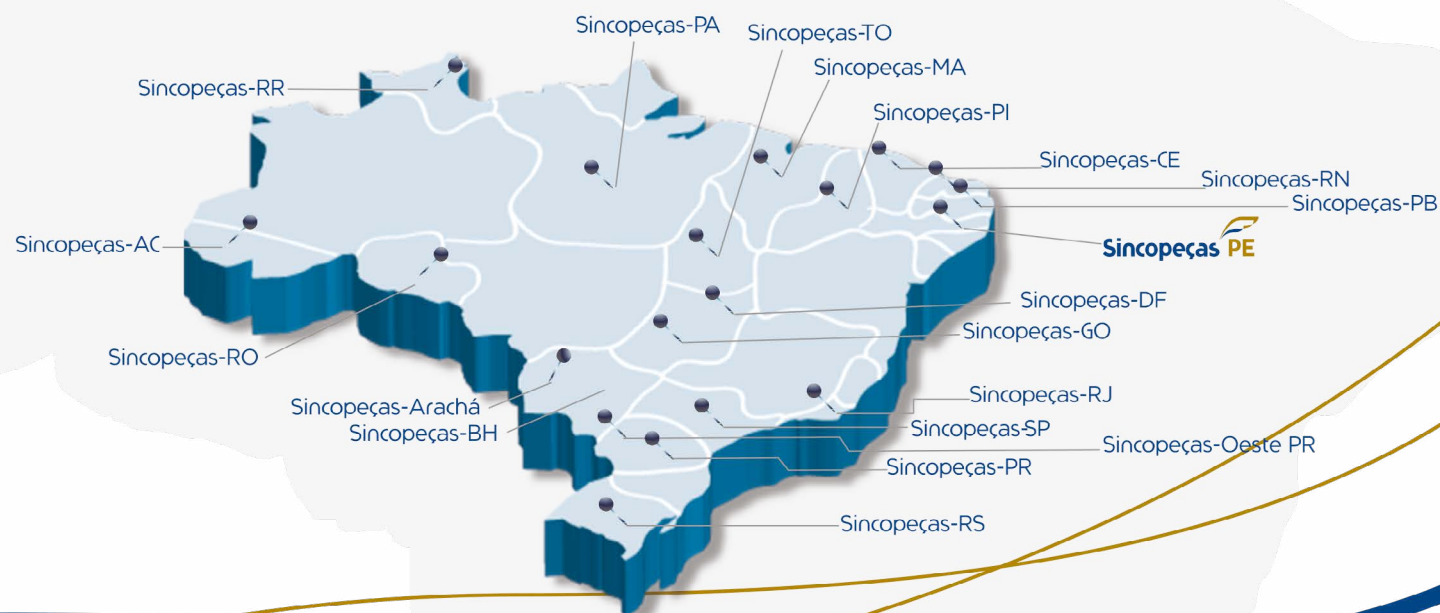 Sincopeças-PA
Sincopeças-TO
Sincopeças-MA
Sincopeças-RR
Sincopeças-PI
Sincopeças-CE
Sincopeças-RN
Sincopeças-PB
Sincopeças-AC
Sincopeças PE
Sincopeças-DF
Sincopeças-GO
Sincopeças-RO
Sincopeças-RJ
Sincopeças-Arachá
Sincopeças-SP
Sincopeças-BH
Sincopeças-Oeste PR
Sincopeças-PR
Sincopeças-RS